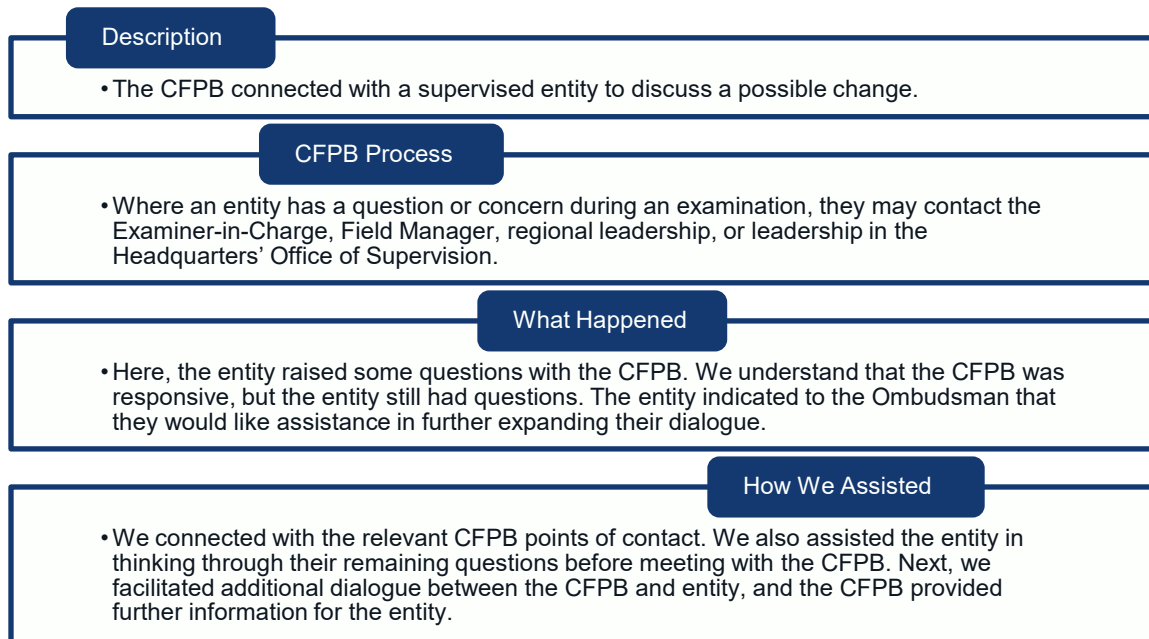 Description
• The CFPB connected with a supervised entity to discuss a possible change.
CFPB Process
• Where an entity has a question or concern during an examination, they may contact the
Examiner-in-Charge, Field Manager, regional leadership, or leadership in the
Headquarters’ Office of Supervision.
What Happened
• Here, the entity raised some questions with the CFPB. We understand that the CFPB was
responsive, but the entity still had questions. The entity indicated to the Ombudsman that
they would like assistance in further expanding their dialogue.
How We Assisted
• We connected with the relevant CFPB points of contact. We also assisted the entity in
thinking through their remaining questions before meeting with the CFPB. Next, we
facilitated additional dialogue between the CFPB and entity, and the CFPB provided
further information for the entity.